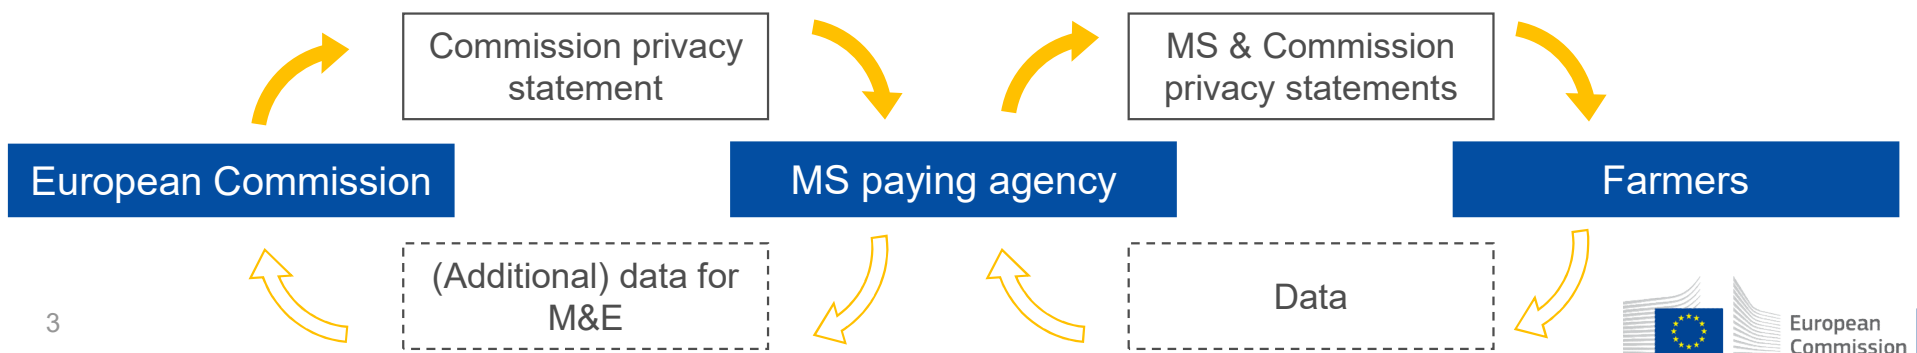 Commission privacy
statement
MS & Commission
privacy statements
European Commission
MS paying agency
Farmers
(Additional) data for
M&E
Data
3
European
Commission